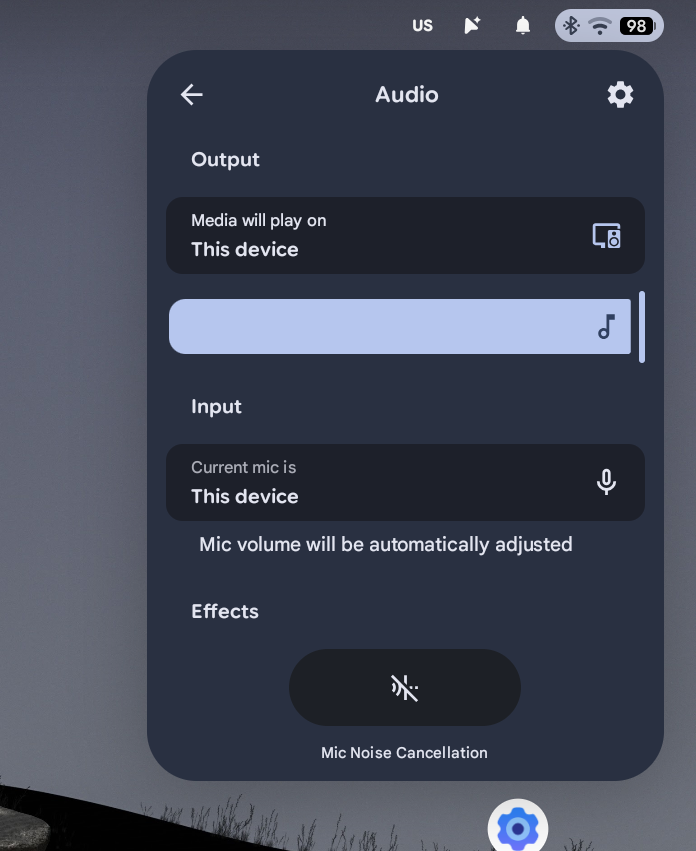 US
98
Audio
Output
Media will play on
This device
Input
Current mic is
This device
Mic volume will be automatically adjusted
Effects
Mic Noise Cancellation